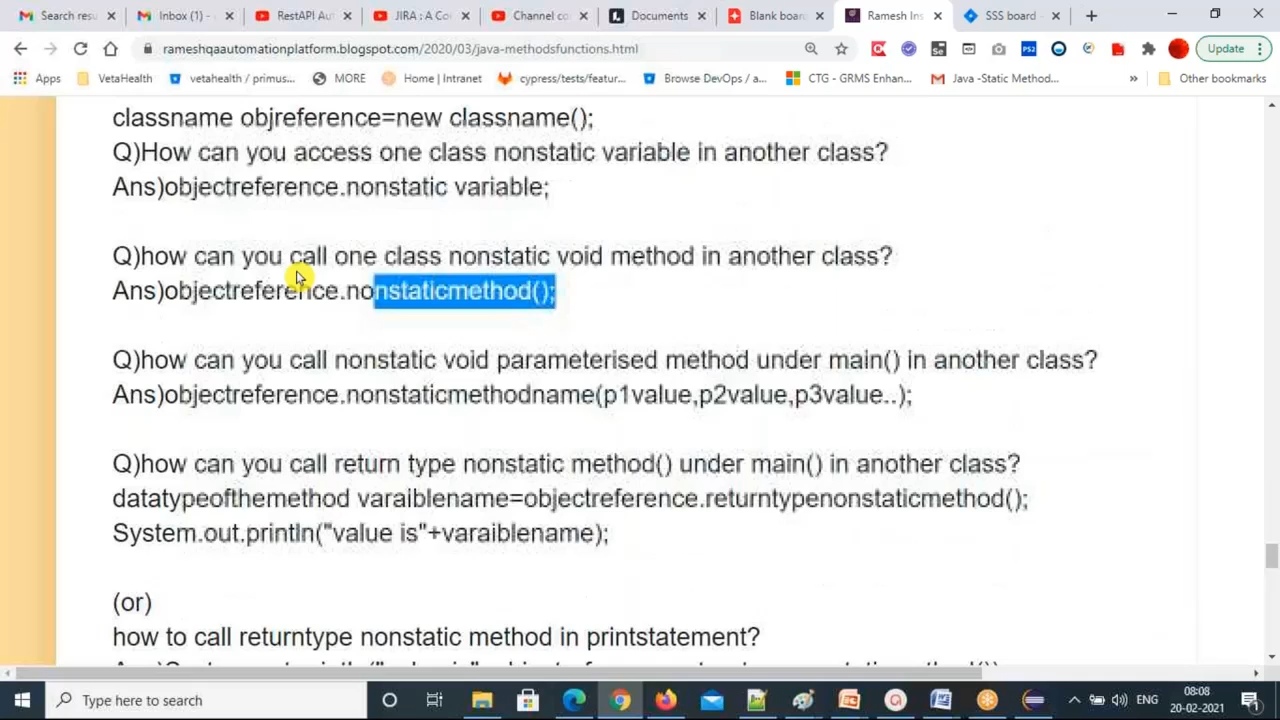 Search resu
Inbox (1) -
RestAPI Aut
JIRA : A Co
Channel co
Documents
Blank boar
Ramesh Ins
SSS board -
rameshqaautomationplatform.blogspot.com/2020/03/java-methodsfunctions.html
Update
Apps
VetaHealth
vetahealth / primus...
MORE
Home | Intranet
cypress/tests/featur...
Browse DevOps / a...
CTG - GRMS Enhan...
Java -Static Method...
»
Other bookmarks
classname objreference=new classname();
Q)How can you access one class nonstatic variable in another class?
Ans)objectreference.nonstatic variable;
Q)how can you call one class nonstatic void method in another class?
Ans)objectreference.nonstaticmethod();
Q)how can you call nonstatic void parameterised method under main() in another class?
Ans)objectreference.nonstaticmethodname(p1value,p2value,p3value..);
Q)how can you call return type nonstatic method() under main() in another class?
datatypeofthemethod varaiblename=objectreference.returntypenonstaticmethod();
System.out.println("value is"+varaiblename);
(or)
how to call returntype nonstatic method in printstatement?
Type here to search
ENG
08:08
20-02-2021